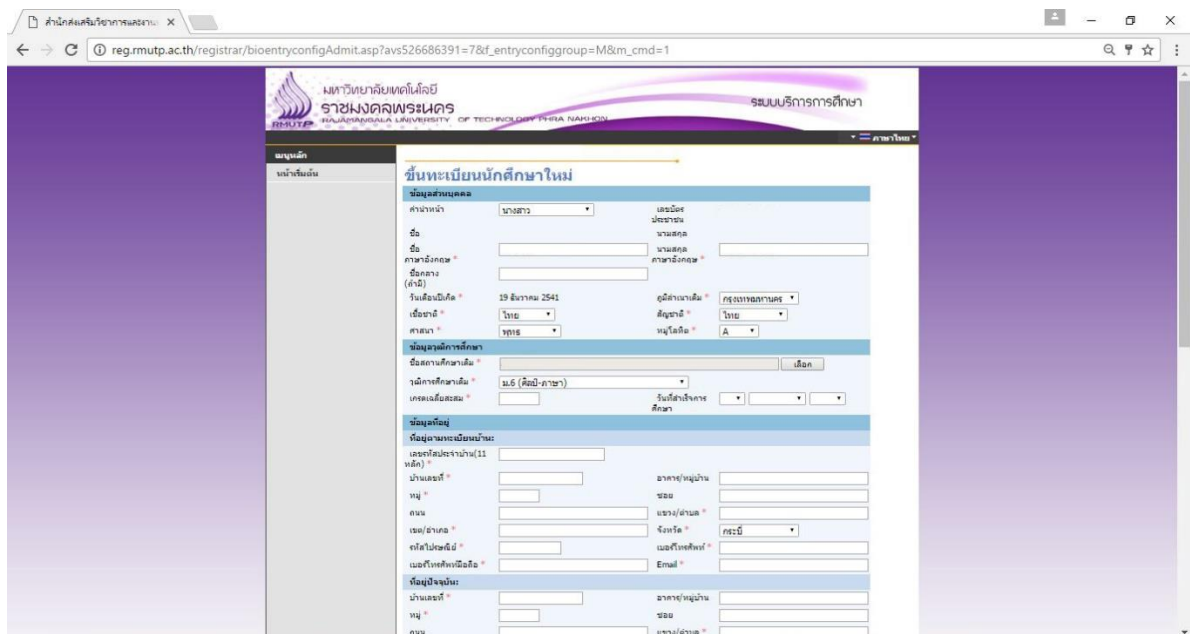 สำนักส่งเสริมวิชาการและงานท
reg.rmutp.ac.th/registrar/bioentryconfigAdmit.asp?avs526686391=7&f_entryconfiggroup=M&m_cmd=1
มหาวิทยาลัยเทคโนโลยี
ราชมงคลพระนคร
RAJAMANGALA UNIVERSITY OF TECHNOLOGY PHRA NAKHON
RMUTP
ระบบบริการการศึกษา
ภาษาไทย
เมนูหลัก
หน้าเริ่มต้น
ขึ้นทะเบียนนักศึกษาใหม่
ข้อมูลส่วนบุคคล
คำนำหน้า นางสาว เลขบัตรประชาชน
ชื่อ นามสกุล
ชื่อภาษาอังกฤษ * นามสกุลภาษาอังกฤษ *
ชื่อกลาง (ถ้ามี)
วันเดือนปีเกิด * 19 ธันวาคม 2541 ภูมิลำเนาเดิม * กรุงเทพมหานคร
เชื้อชาติ * ไทย สัญชาติ * ไทย
ศาสนา * พุทธ หมู่โลหิต * A
ข้อมูลวุฒิการศึกษา
ชื่อสถานศึกษาเดิม * เลือก
วุฒิการศึกษาเดิม * ม.6 (ศิลป์-ภาษา)
เกรดเฉลี่ยสะสม * วันที่สำเร็จการศึกษา
ข้อมูลที่อยู่
ที่อยู่ตามทะเบียนบ้าน:
เลขรหัสประจำบ้าน(11 หลัก) *
บ้านเลขที่ * อาคาร/หมู่บ้าน
หมู่ * ซอย
ถนน แขวง/ตำบล *
เขต/อำเภอ * จังหวัด * กระบี่
รหัสไปรษณีย์ * เบอร์โทรศัพท์ *
เบอร์โทรศัพท์มือถือ * Email *
ที่อยู่ปัจจุบัน:
บ้านเลขที่ * อาคาร/หมู่บ้าน
หมู่ * ซอย
ถนน แขวง/ตำบล *